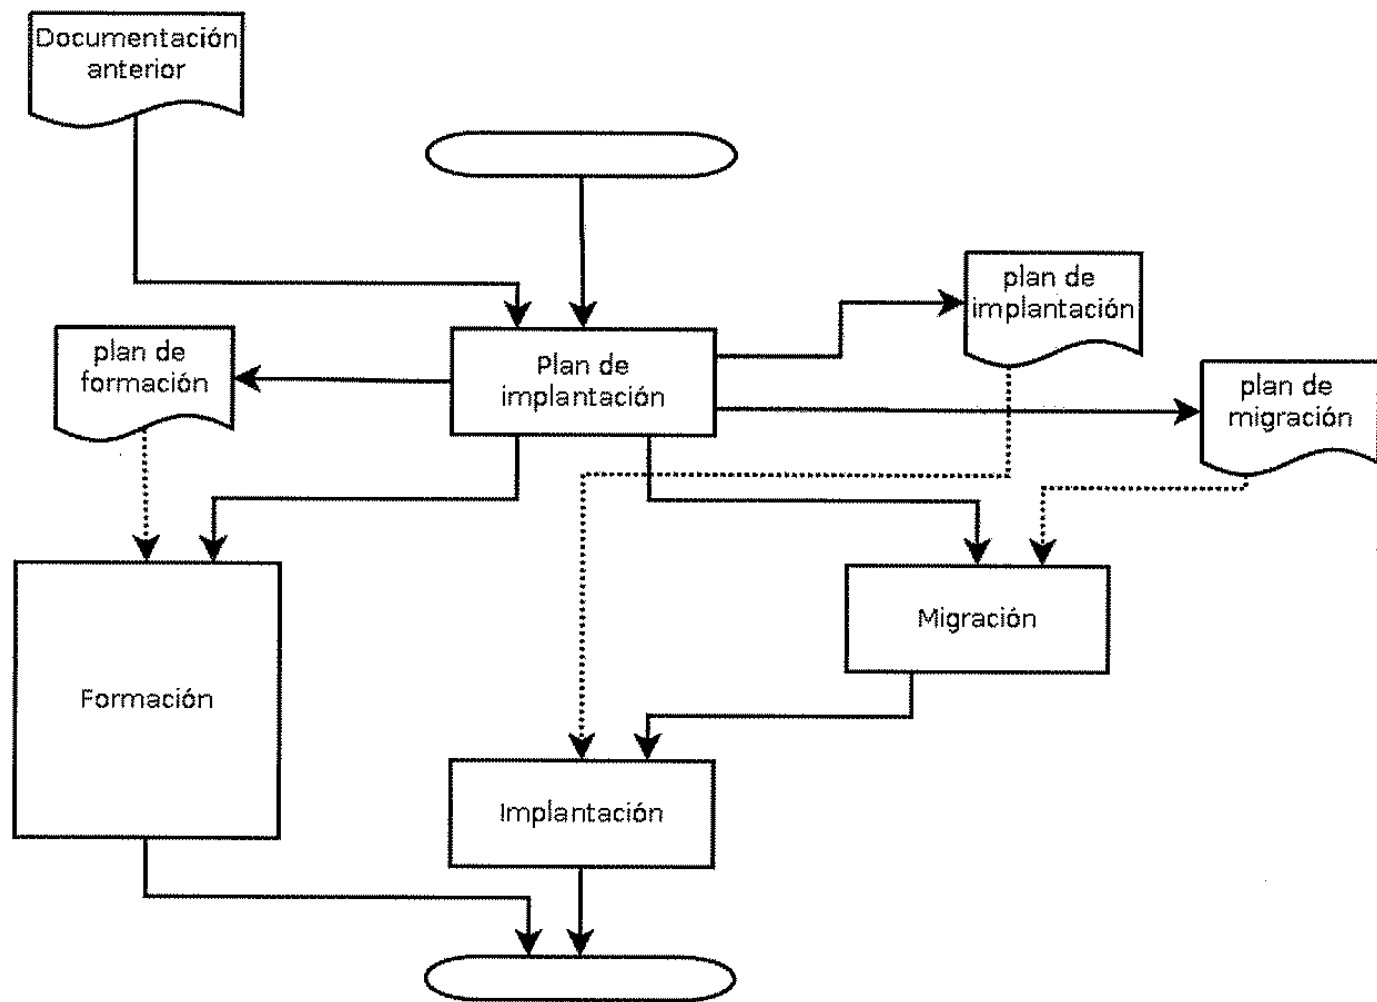 Documentación
anterior
plan de
implantación
plan de
formación
Plan de
implantación
plan de
migración
Migración
Formación
Implantación